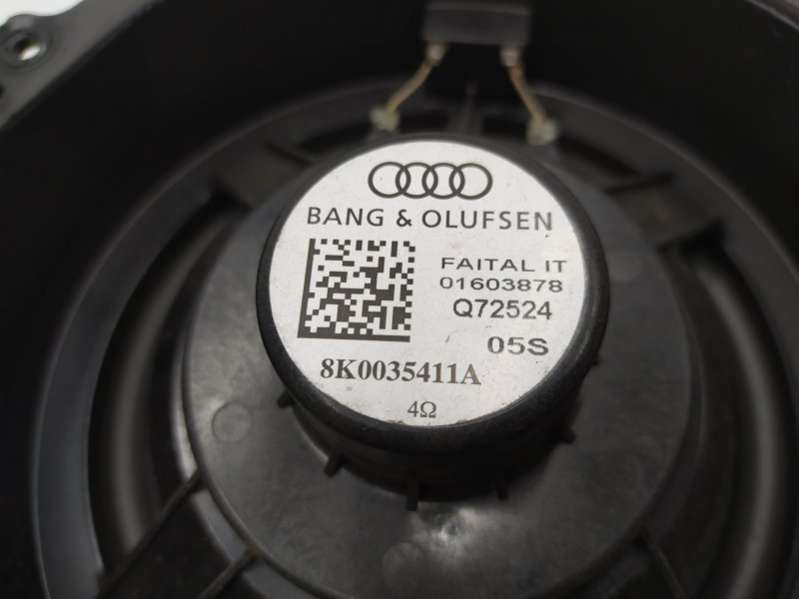 BANG & OLUFSEN
FAITAL IT
01603878
Q72524
05S
8K0035411A
4Ω